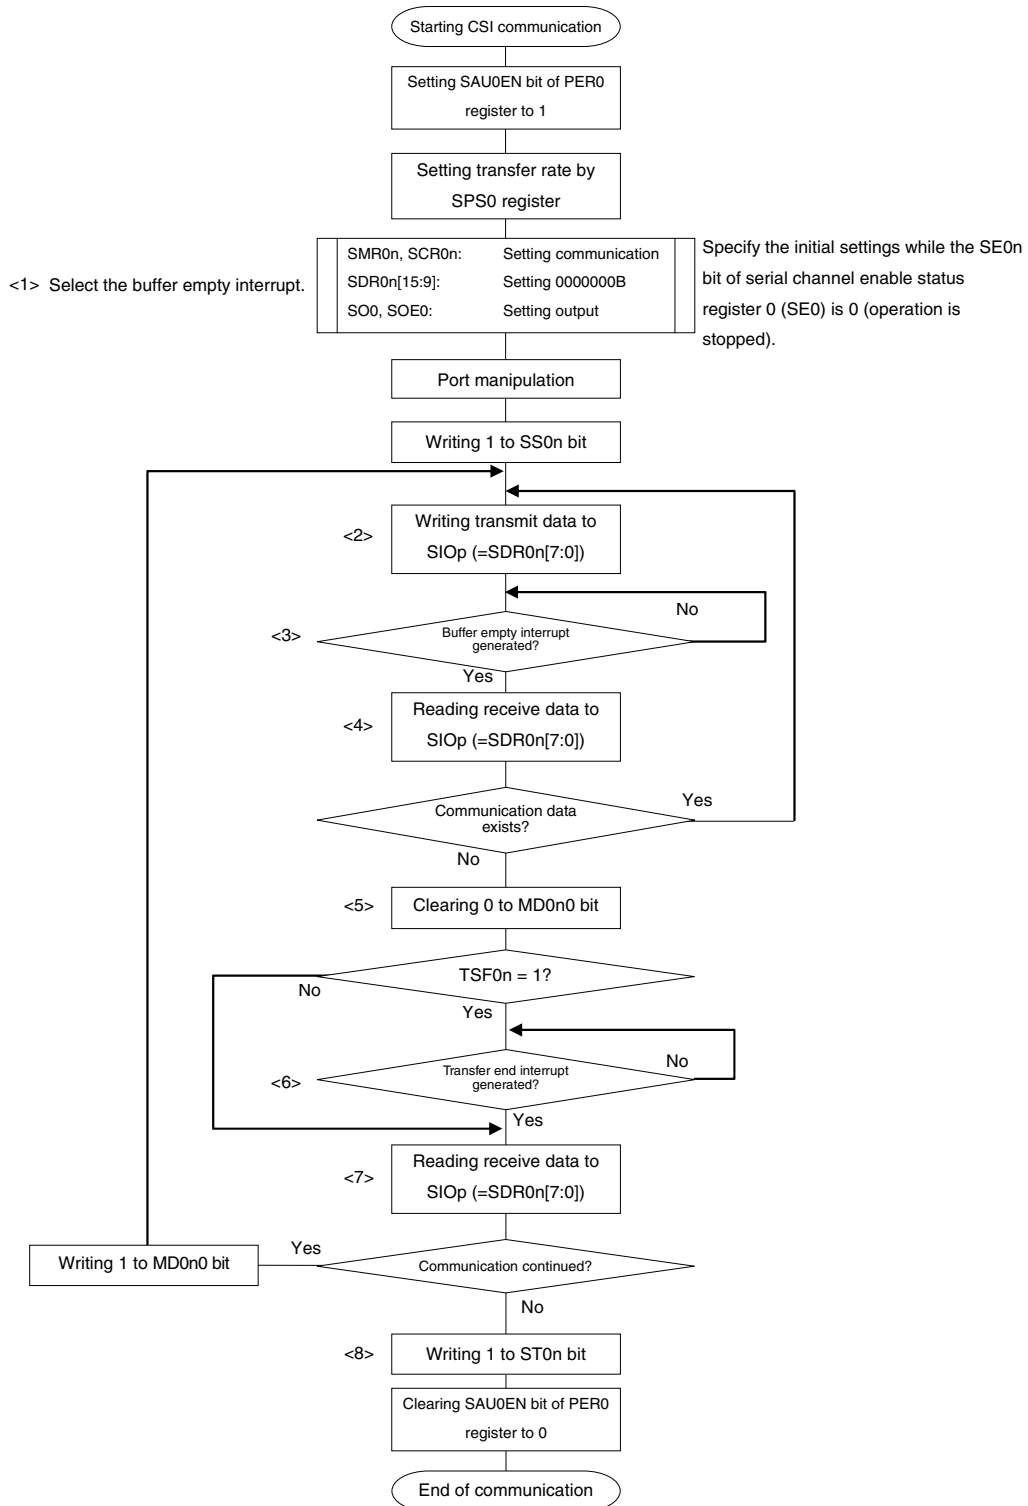 Starting CSI communication
Setting SAU0EN bit of PER0
register to 1
Setting transfer rate by
SPS0 register
<1> Select the buffer empty interrupt.
SMR0n, SCR0n: Setting communication
SDR0n[15:9]: Setting 0000000B
SO0, SOE0: Setting output
Specify the initial settings while the SE0n
bit of serial channel enable status
register 0 (SE0) is 0 (operation is
stopped).
Port manipulation
Writing 1 to SS0n bit
<2>
Writing transmit data to
SIOp (=SDR0n[7:0])
No
<3>
Buffer empty interrupt
generated?
Yes
<4>
Reading receive data to
SIOp (=SDR0n[7:0])
Yes
Communication data
exists?
No
<5>
Clearing 0 to MD0n0 bit
TSF0n = 1?
No
Yes
No
<6>
Transfer end interrupt
generated?
Yes
<7>
Reading receive data to
SIOp (=SDR0n[7:0])
Writing 1 to MD0n0 bit
Yes
Communication continued?
No
<8>
Writing 1 to ST0n bit
Clearing SAU0EN bit of PER0
register to 0
End of communication